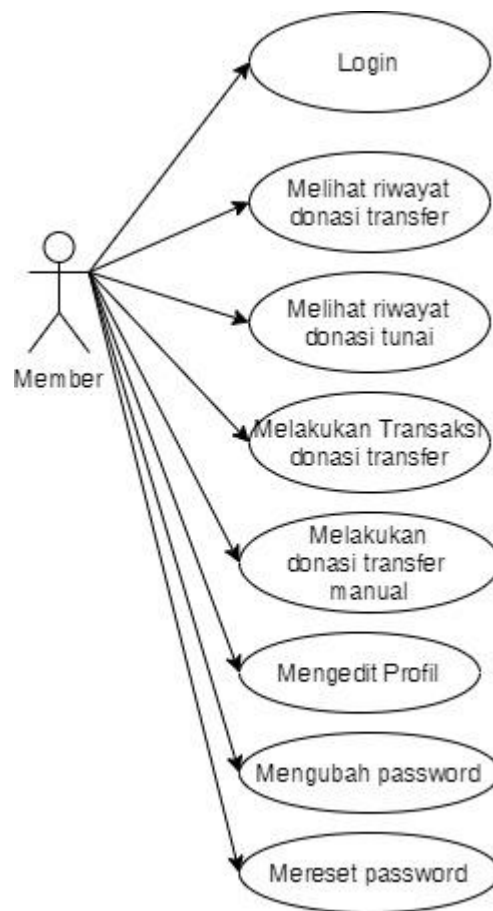 Login
Melihat riwayat
donasi transfer
Melihat riwayat
donasi tunai
Member
Melakukan Transaksi
donasi transfer
Melakukan
donasi transfer
manual
Mengedit Profil
Mengubah password
Mereset password